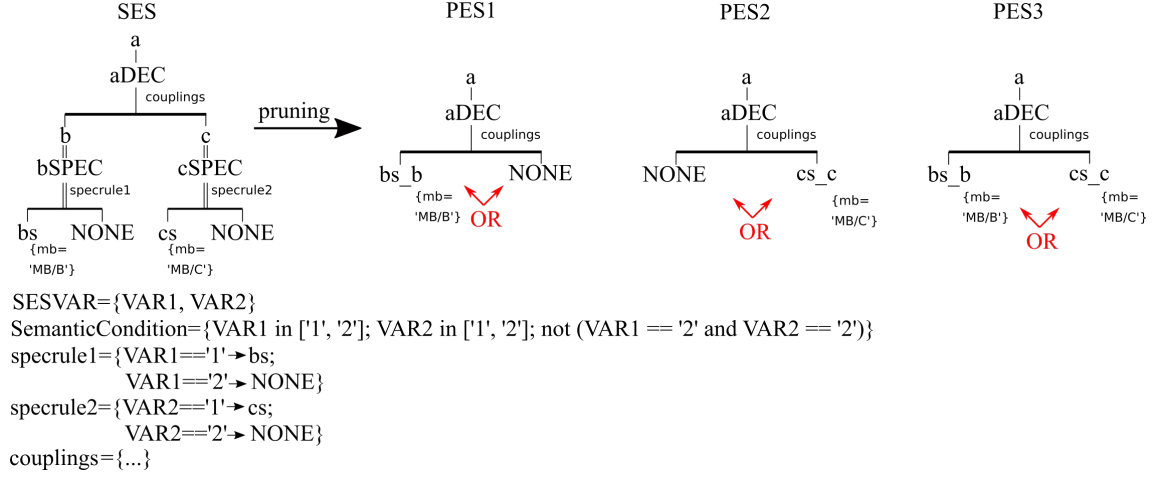 SES PES1 PES2 PES3
a
aDEC
couplings
b c
bSPEC cSPEC
specrule1 specrule2
bs NONE cs NONE
{mb= {mb=
'MB/B'} 'MB/C'}
pruning
a
aDEC
couplings
bs_b NONE
{mb=
'MB/B'}
OR
a
aDEC
couplings
NONE cs_c
{mb=
'MB/C'}
OR
a
aDEC
couplings
bs_b cs_c
{mb= {mb=
'MB/B'} 'MB/C'}
OR
SESVAR={VAR1, VAR2}
SemanticCondition={VAR1 in ['1', '2']; VAR2 in ['1', '2']; not (VAR1 == '2' and VAR2 == '2')}
specrule1={VAR1=='1'→bs;
VAR1=='2'→NONE}
specrule2={VAR2=='1'→cs;
VAR2=='2'→NONE}
couplings={...}